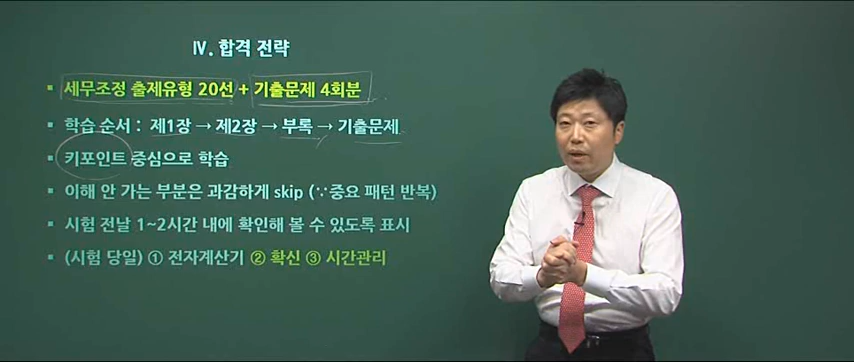 Ⅳ. 합격 전략
▪ 세무조정 출제유형 20선 + 기출문제 4회분
▪ 학습 순서 : 제1장 → 제2장 → 부록 → 기출문제
▪ 키포인트 중심으로 학습
▪ 이해 안 가는 부분은 과감하게 skip (∵중요 패턴 반복)
▪ 시험 전날 1~2시간 내에 확인해 볼 수 있도록 표시
▪ (시험 당일) ① 전자계산기 ② 확신 ③ 시간관리